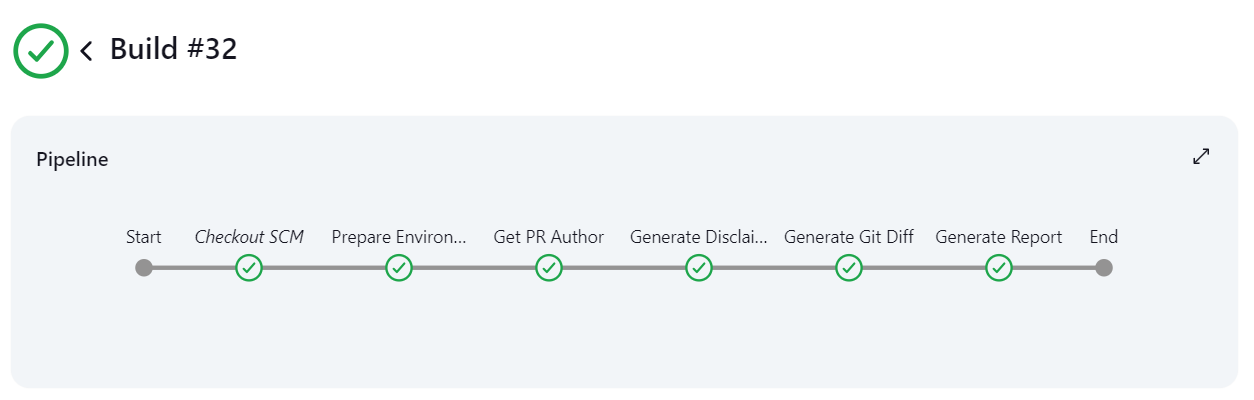 Build #32
Pipeline
Start Checkout SCM Prepare Environ... Get PR Author Generate Disclai... Generate Git Diff Generate Report End